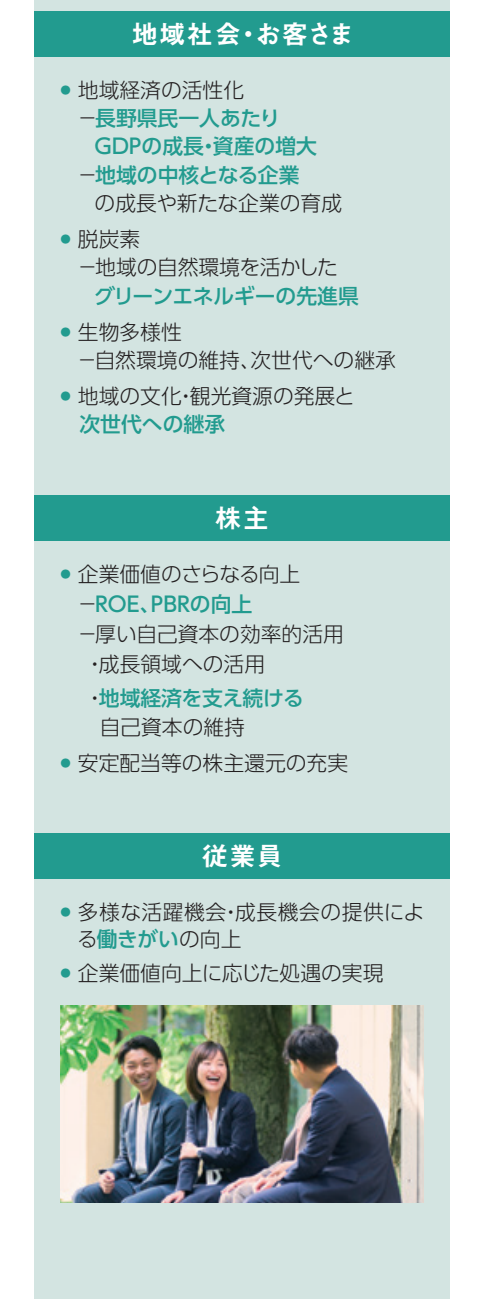 地域社会・お客さま
● 地域経済の活性化
－長野県民一人あたり
GDPの成長・資産の増大
－地域の中核となる企業
の成長や新たな企業の育成
● 脱炭素
－地域の自然環境を活かした
グリーンエネルギーの先進県
● 生物多様性
－自然環境の維持、次世代への継承
● 地域の文化・観光資源の発展と
次世代への継承
株主
● 企業価値のさらなる向上
－ROE、PBRの向上
－厚い自己資本の効率的活用
・成長領域への活用
・地域経済を支え続ける
自己資本の維持
● 安定配当等の株主還元の充実
従業員
● 多様な活躍機会・成長機会の提供によ
る働きがいの向上
● 企業価値向上に応じた処遇の実現